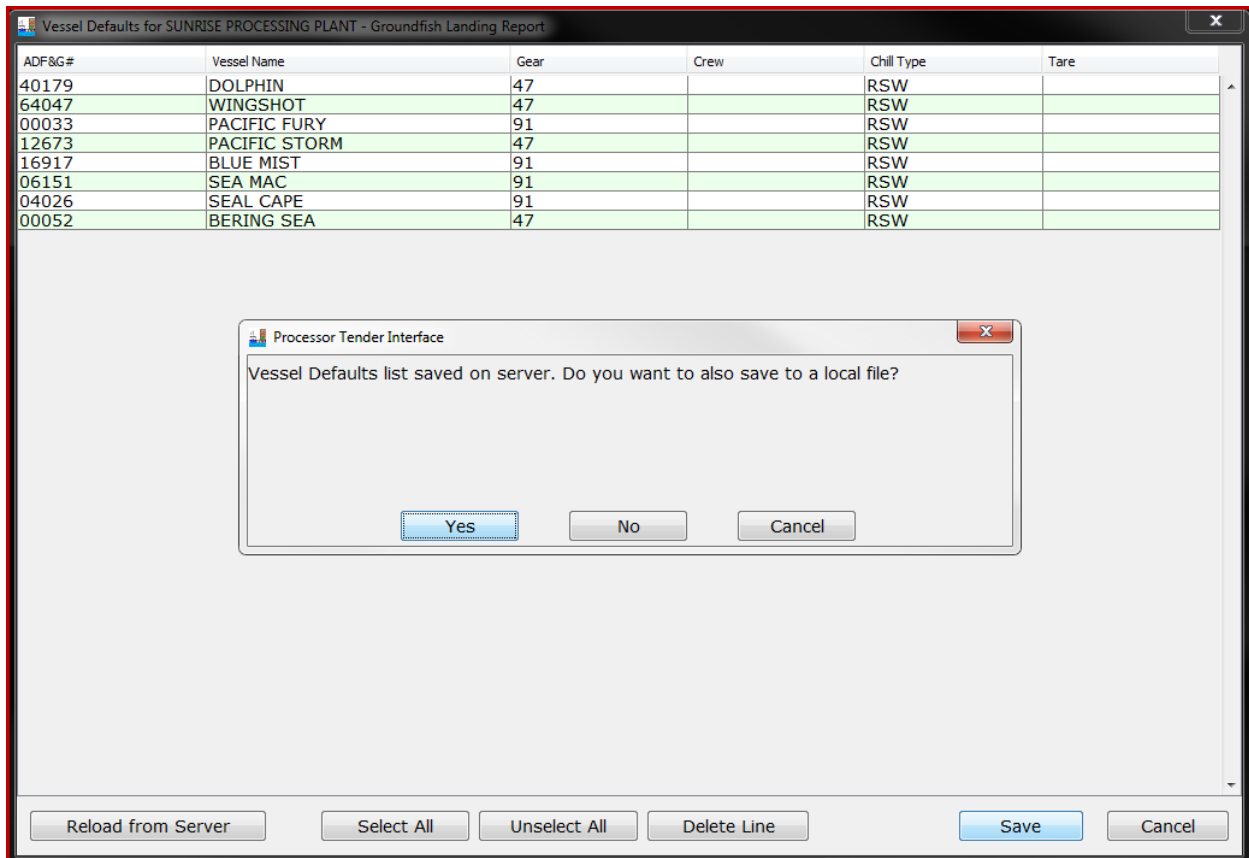 Vessel Defaults for SUNRISE PROCESSING PLANT - Groundfish Landing Report
x
ADF&G# Vessel Name Gear Crew Chill Type Tare
40179 DOLPHIN 47 RSW
64047 WINGSHOT 47 RSW
00033 PACIFIC FURY 91 RSW
12673 PACIFIC STORM 47 RSW
16917 BLUE MIST 91 RSW
06151 SEA MAC 91 RSW
04026 SEAL CAPE 91 RSW
00052 BERING SEA 47 RSW
Processor Tender Interface
x
Vessel Defaults list saved on server. Do you want to also save to a local file?
Yes No Cancel
Reload from Server Select All Unselect All Delete Line Save Cancel